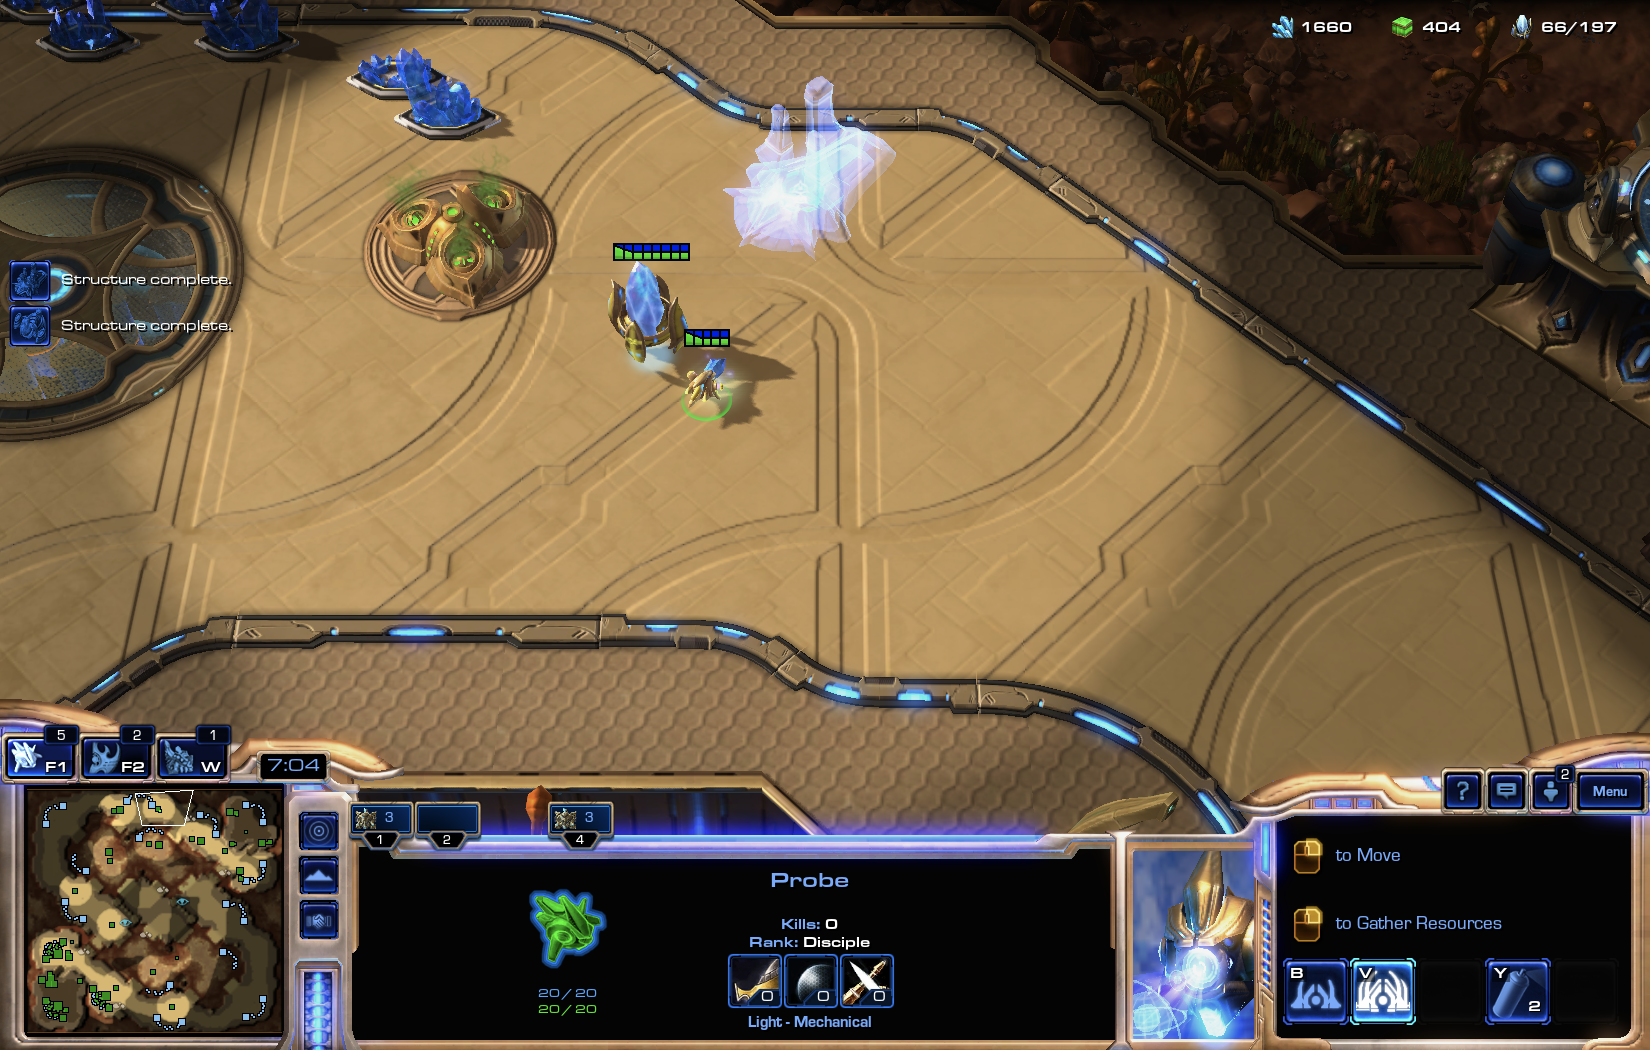 1660 404 66/197
Structure complete.
Structure complete.
5 2 1
F1 F2 W
7:04
3 3
1 2 4
Probe
Kills: 0
Rank: Disciple
0 0 0
20/20
20/20
Light - Mechanical
? 2 Menu
to Move
to Gather Resources
B V Y
2